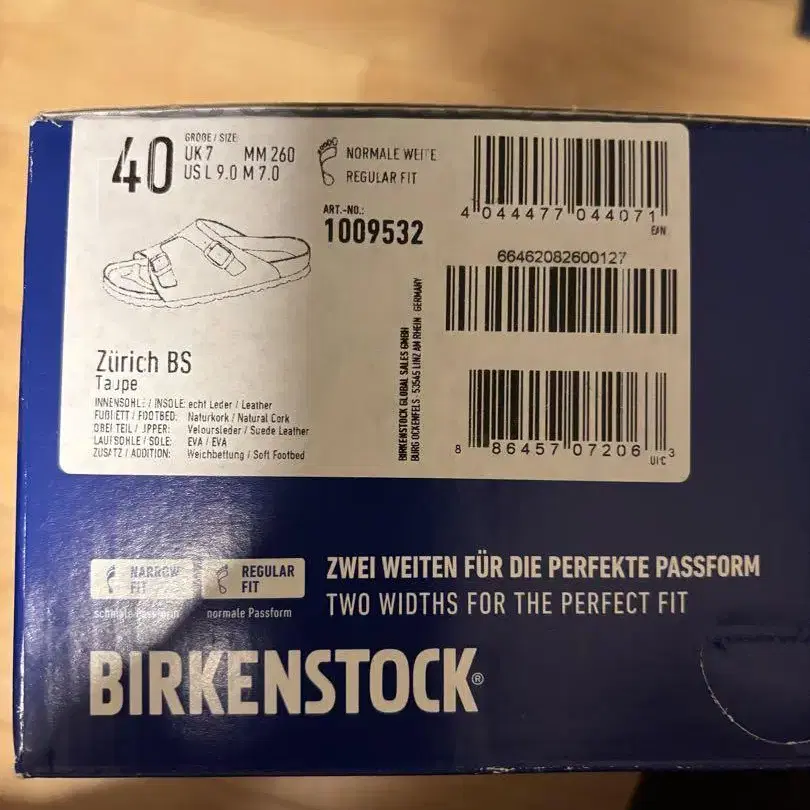 40
GRÖßE / SIZE:
UK 7 MM 260
US L 9.0 M 7.0
NORMALE WEITE
REGULAR FIT
ART.-NO.:
1009532
4 044477 044071
EAN
66462082600127
8 86457 07206 3
UPC
BIRKENSTOCK GLOBAL SALES GMBH
BURG OCKENFELS · 53545 LINZ AM RHEIN · GERMANY
Zürich BS
Taupe
INNENSOHLE / INSOLE: echt Leder / Leather
FUßBETT / FOOTBED: Naturkork / Natural Cork
OBERTEIL / UPPER: Veloursleder / Suede Leather
LAUFSOHLE / SOLE: EVA / EVA
ZUSATZ / ADDITION: Weichbettung / Soft Footbed
NARROW FIT
schmale Passform
REGULAR FIT
normale Passform
ZWEI WEITEN FÜR DIE PERFEKTE PASSFORM
TWO WIDTHS FOR THE PERFECT FIT
BIRKENSTOCK®